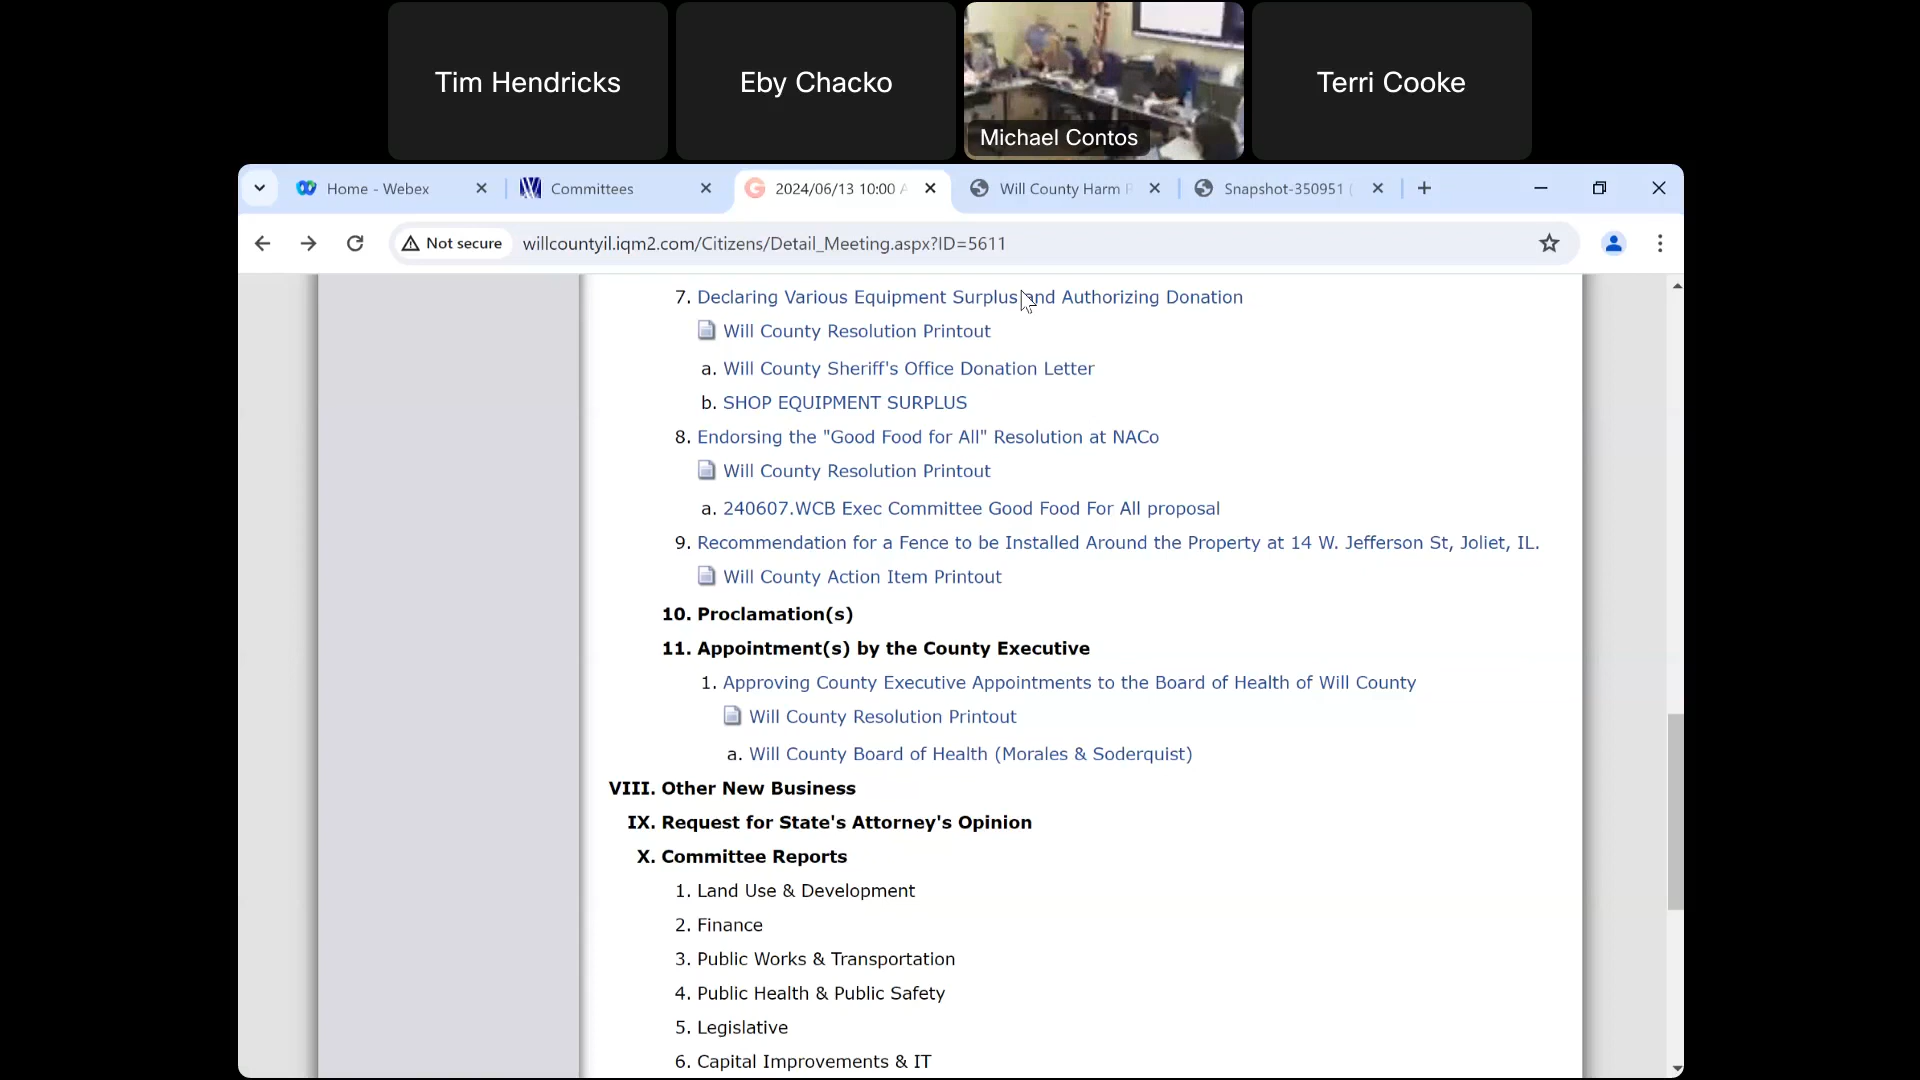 Tim Hendricks
Eby Chacko
Michael Contos
Terri Cooke
Home - Webex
Committees
2024/06/13 10:00 A
Will County Harm R
Snapshot-350951 (
Not secure
willcountyil.iqm2.com/Citizens/Detail_Meeting.aspx?ID=5611
7. Declaring Various Equipment Surplus and Authorizing Donation
Will County Resolution Printout
a. Will County Sheriff's Office Donation Letter
b. SHOP EQUIPMENT SURPLUS
8. Endorsing the "Good Food for All" Resolution at NACo
Will County Resolution Printout
a. 240607.WCB Exec Committee Good Food For All proposal
9. Recommendation for a Fence to be Installed Around the Property at 14 W. Jefferson St, Joliet, IL.
Will County Action Item Printout
10. Proclamation(s)
11. Appointment(s) by the County Executive
1. Approving County Executive Appointments to the Board of Health of Will County
Will County Resolution Printout
a. Will County Board of Health (Morales & Soderquist)
VIII. Other New Business
IX. Request for State's Attorney's Opinion
X. Committee Reports
1. Land Use & Development
2. Finance
3. Public Works & Transportation
4. Public Health & Public Safety
5. Legislative
6. Capital Improvements & IT